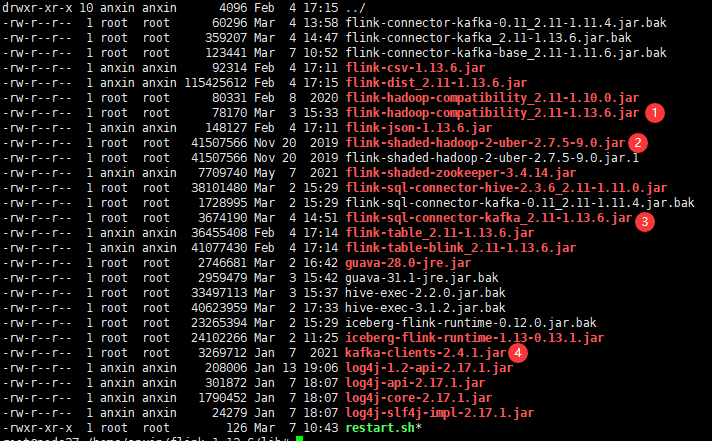 drwxr-xr-x 10 anxin anxin 4096 Feb 4 17:15 ../
-rw-r--r-- 1 root root 60296 Mar 4 13:58 flink-connector-kafka-0.11_2.11-1.11.4.jar.bak
-rw-r--r-- 1 root root 359207 Mar 4 14:47 flink-connector-kafka_2.11-1.13.6.jar.bak
-rw-r--r-- 1 root root 123441 Mar 7 10:52 flink-connector-kafka-base_2.11-1.11.6.jar.bak
-rw-r--r-- 1 anxin anxin 92314 Feb 4 17:11 flink-csv-1.13.6.jar
-rw-r--r-- 1 anxin anxin 115425612 Feb 4 17:15 flink-dist_2.11-1.13.6.jar
-rw-r--r-- 1 root root 80331 Feb 8 2020 flink-hadoop-compatibility_2.11-1.10.0.jar
-rw-r--r-- 1 root root 78170 Mar 3 15:33 flink-hadoop-compatibility_2.11-1.13.6.jar 1
-rw-r--r-- 1 anxin anxin 148127 Feb 4 17:11 flink-json-1.13.6.jar
-rw-r--r-- 1 root root 41507566 Nov 20 2019 flink-shaded-hadoop-2-uber-2.7.5-9.0.jar 2
-rw-r--r-- 1 root root 41507566 Nov 20 2019 flink-shaded-hadoop-2-uber-2.7.5-9.0.jar.1
-rw-r--r-- 1 anxin anxin 7709740 May 7 2021 flink-shaded-zookeeper-3.4.14.jar
-rw-r--r-- 1 root root 38101480 Mar 2 15:29 flink-sql-connector-hive-2.3.6_2.11-1.11.0.jar
-rw-r--r-- 1 root root 1728995 Mar 2 15:29 flink-sql-connector-kafka-0.11_2.11-1.11.4.jar.bak
-rw-r--r-- 1 root root 3674190 Mar 4 14:51 flink-sql-connector-kafka_2.11-1.13.6.jar 3
-rw-r--r-- 1 anxin anxin 36455408 Feb 4 17:14 flink-table_2.11-1.13.6.jar
-rw-r--r-- 1 anxin anxin 41077430 Feb 4 17:14 flink-table-blink_2.11-1.13.6.jar
-rw-r--r-- 1 root root 2746681 Mar 2 16:42 guava-28.0-jre.jar
-rw-r--r-- 1 root root 2959479 Mar 3 15:42 guava-31.1-jre.jar.bak
-rw-r--r-- 1 root root 33497113 Mar 3 15:37 hive-exec-2.2.0.jar.bak
-rw-r--r-- 1 root root 40623959 Mar 2 17:33 hive-exec-3.1.2.jar.bak
-rw-r--r-- 1 root root 23265394 Mar 2 15:29 iceberg-flink-runtime-0.12.0.jar.bak
-rw-r--r-- 1 root root 24102266 Mar 2 11:25 iceberg-flink-runtime-1.13-0.13.1.jar
-rw-r--r-- 1 root root 3269712 Jan 7 2021 kafka-clients-2.4.1.jar 4
-rw-r--r-- 1 anxin anxin 208006 Jan 13 19:06 log4j-1.2-api-2.17.1.jar
-rw-r--r-- 1 anxin anxin 301872 Jan 7 18:07 log4j-api-2.17.1.jar
-rw-r--r-- 1 anxin anxin 1790452 Jan 7 18:07 log4j-core-2.17.1.jar
-rw-r--r-- 1 anxin anxin 24279 Jan 7 18:07 log4j-slf4j-impl-2.17.1.jar
-rwxr-xr-x 1 root root 126 Mar 7 10:43 restart.sh*